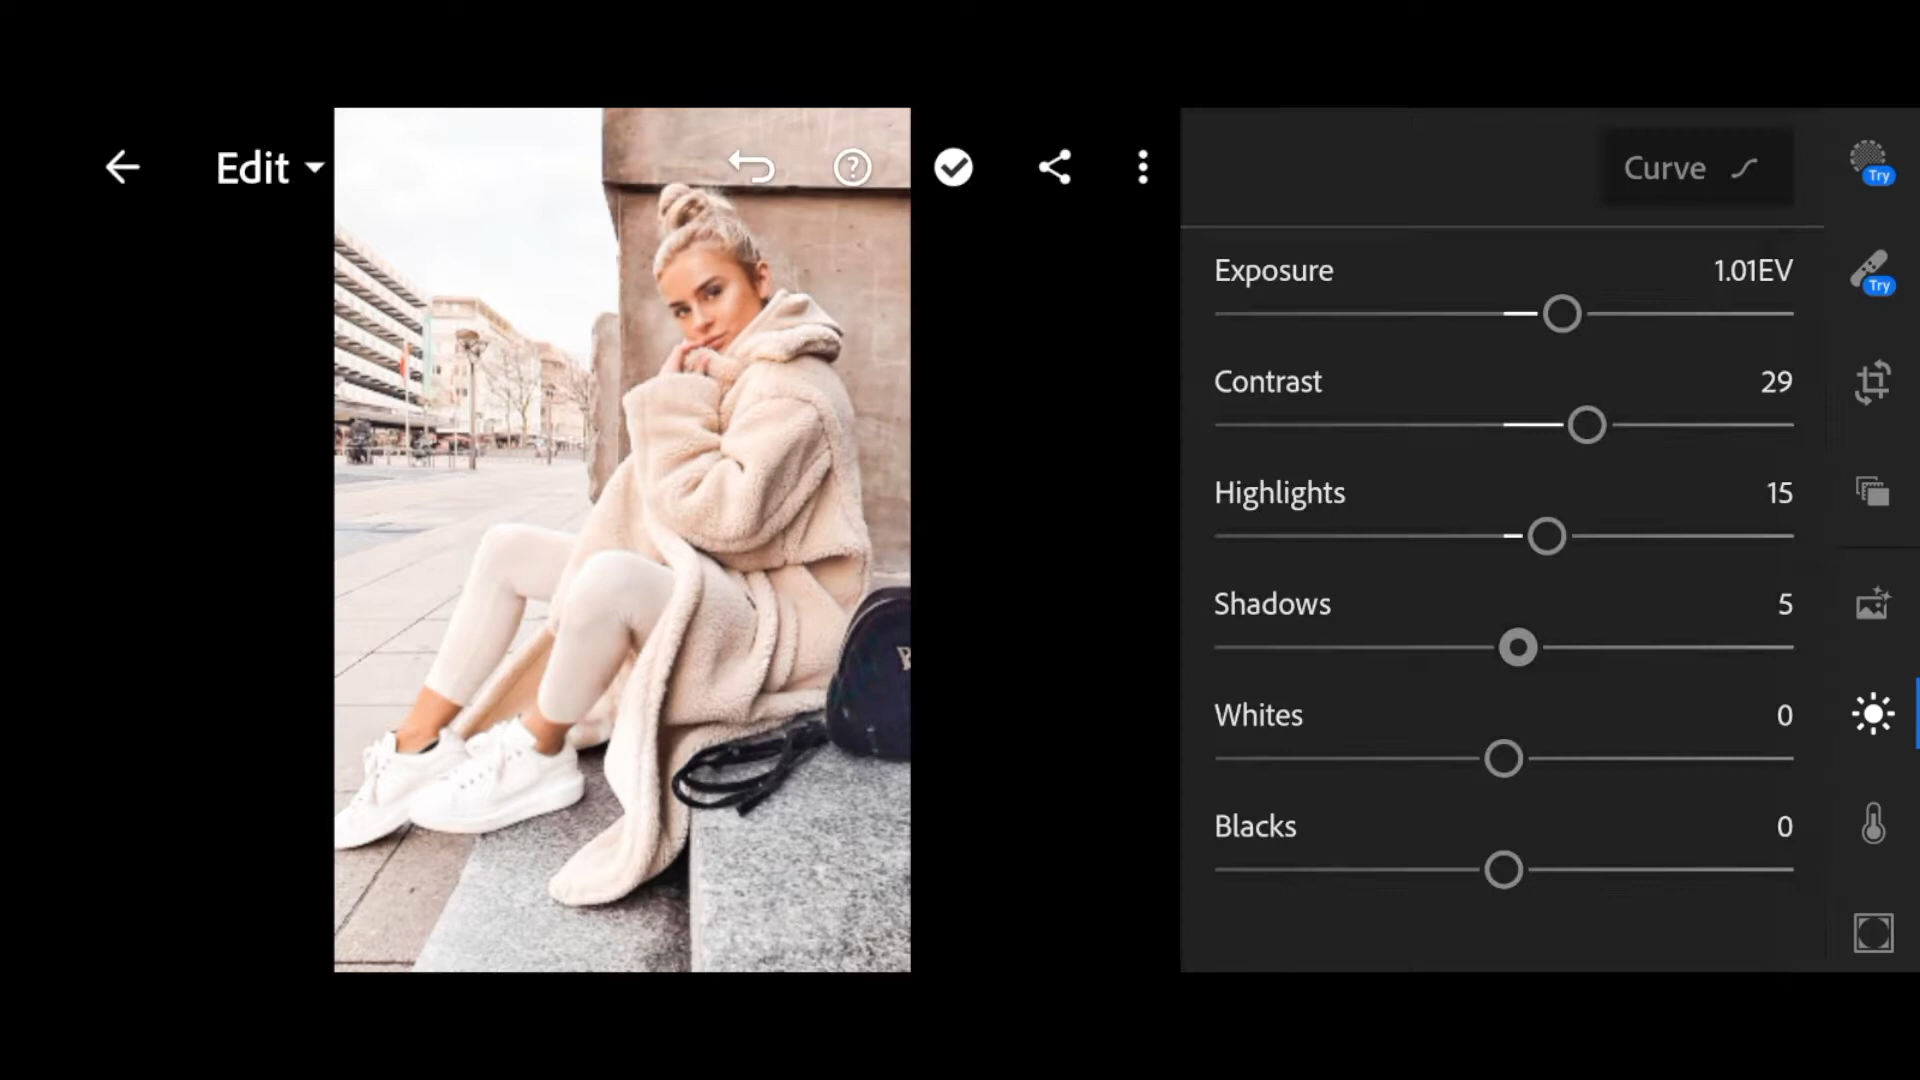 Edit
Curve
Try
Exposure 1.01EV
Try
Contrast 29
Highlights 15
Shadows 5
Whites 0
Blacks 0